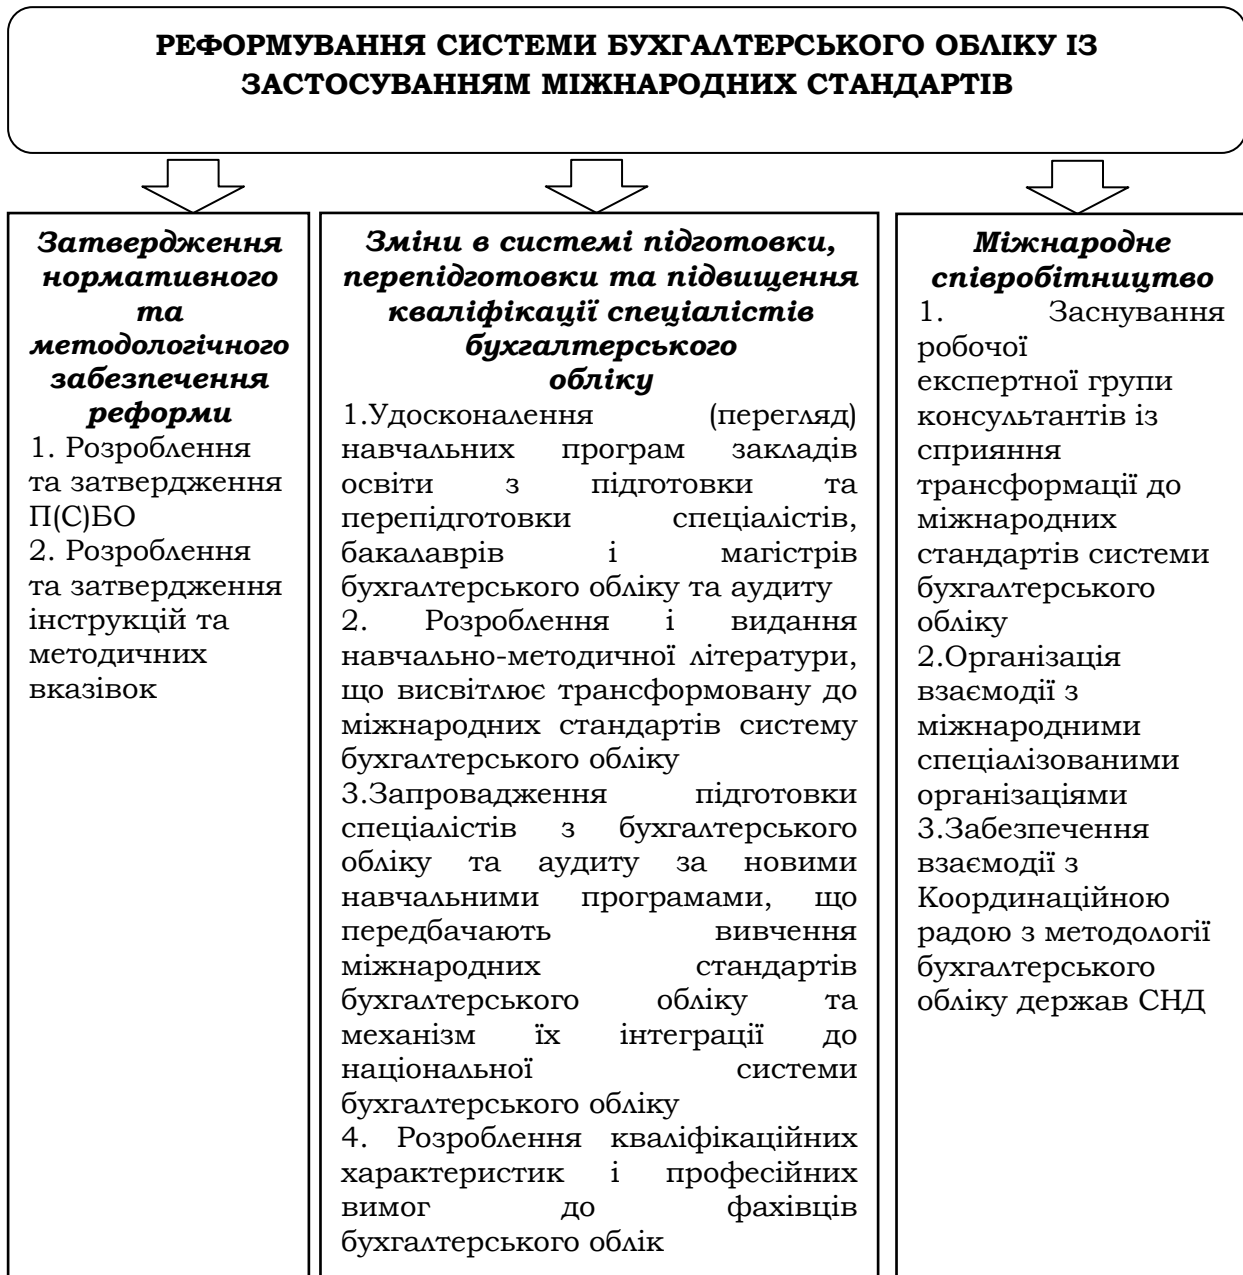 РЕФОРМУВАННЯ СИСТЕМИ БУХГАЛТЕРСЬКОГО ОБЛІКУ ІЗ
ЗАСТОСУВАННЯМ МІЖНАРОДНИХ СТАНДАРТІВ
Затвердження
нормативного
та
методологічного
забезпечення
реформи
1. Розроблення
та затвердження
П(С)БО
2. Розроблення
та затвердження
інструкцій та
методичних
вказівок
Зміни в системі підготовки,
перепідготовки та підвищення
кваліфікації спеціалістів
бухгалтерського
обліку
1.Удосконалення (перегляд)
навчальних програм закладів
освіти з підготовки та
перепідготовки спеціалістів,
бакалаврів і магістрів
бухгалтерського обліку та аудиту
2. Розроблення і видання
навчально-методичної літератури,
що висвітлює трансформовану до
міжнародних стандартів систему
бухгалтерського обліку
3.Запровадження підготовки
спеціалістів з бухгалтерського
обліку та аудиту за новими
навчальними програмами, що
передбачають вивчення
міжнародних стандартів
бухгалтерського обліку та
механізм їх інтеграції до
національної системи
бухгалтерського обліку
4. Розроблення кваліфікаційних
характеристик і професійних
вимог до фахівців
бухгалтерського облік
Міжнародне
співробітництво
1. Заснування
робочої
експертної групи
консультантів із
сприяння
трансформації до
міжнародних
стандартів системи
бухгалтерського
обліку
2.Організація
взаємодії з
міжнародними
спеціалізованими
організаціями
3.Забезпечення
взаємодії з
Координаційною
радою з методології
бухгалтерського
обліку держав СНД